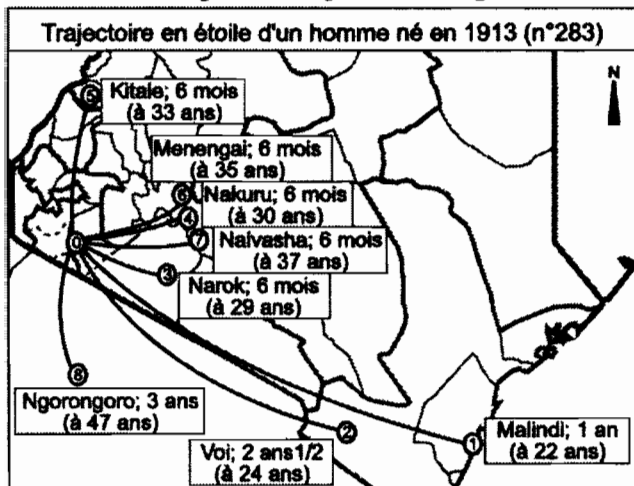 Trajectoire en étoile d'un homme né en 1913 (n°283)
N
5
Kitale; 6 mois
(à 33 ans)
Menengai; 6 mois
(à 35 ans)
6
Nakuru; 6 mois
(à 30 ans)
4
0
7
Naivasha; 6 mois
(à 37 ans)
3
Narok; 6 mois
(à 29 ans)
8
Ngorongoro; 3 ans
(à 47 ans)
2
Voi; 2 ans1/2
(à 24 ans)
1
Malindi; 1 an
(à 22 ans)